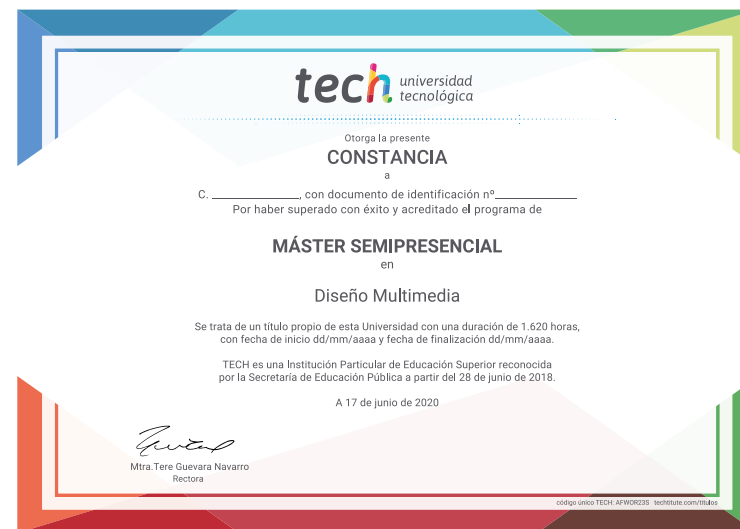 tech universidad
tecnológica
Otorga la presente
CONSTANCIA
a
C. ______________, con documento de identificación nº_____________
Por haber superado con éxito y acreditado el programa de
MÁSTER SEMIPRESENCIAL
en
Diseño Multimedia
Se trata de un título propio de esta Universidad con una duración de 1.620 horas,
con fecha de inicio dd/mm/aaaa y fecha de finalización dd/mm/aaaa.
TECH es una Institución Particular de Educación Superior reconocida
por la Secretaría de Educación Pública a partir del 28 de junio de 2018.
A 17 de junio de 2020
Mtra.Tere Guevara Navarro
Rectora
código único TECH: AFWOR23S techtitute.com/titulos